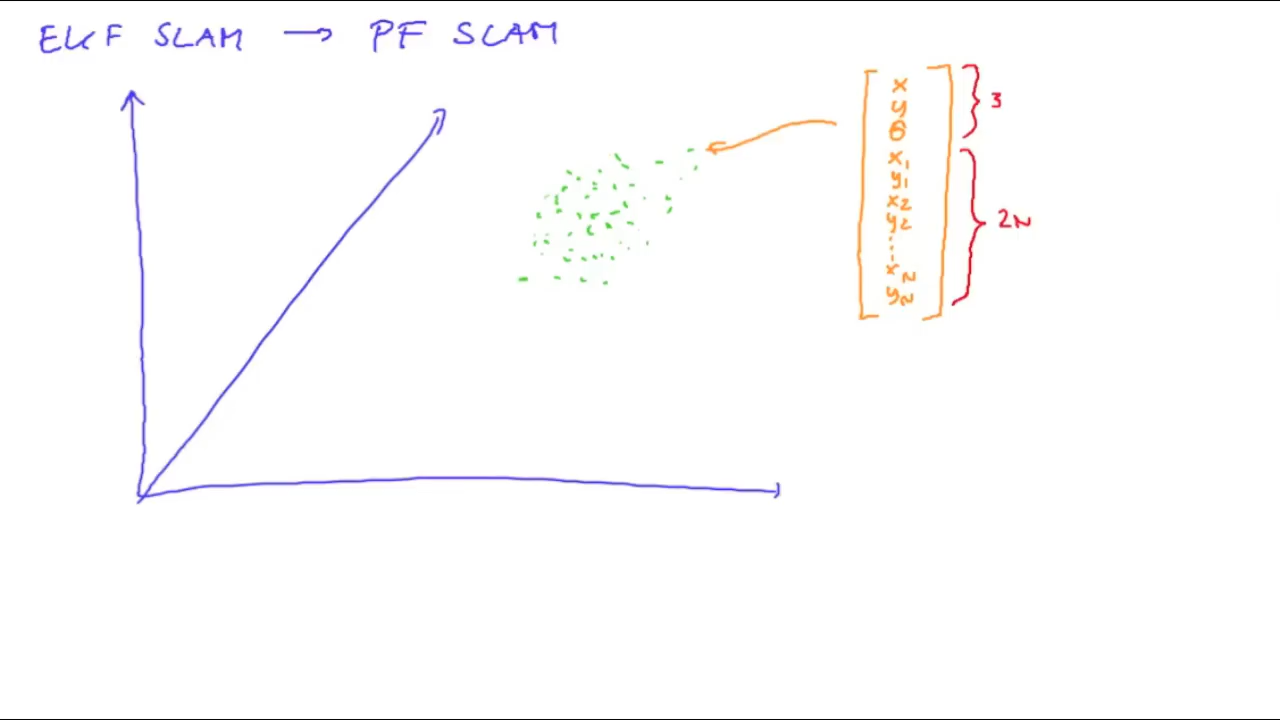 EKF SLAM → PF SLAM
x
y
θ
x1
y1
x2
y2
⋮
xN
yN
3
2N